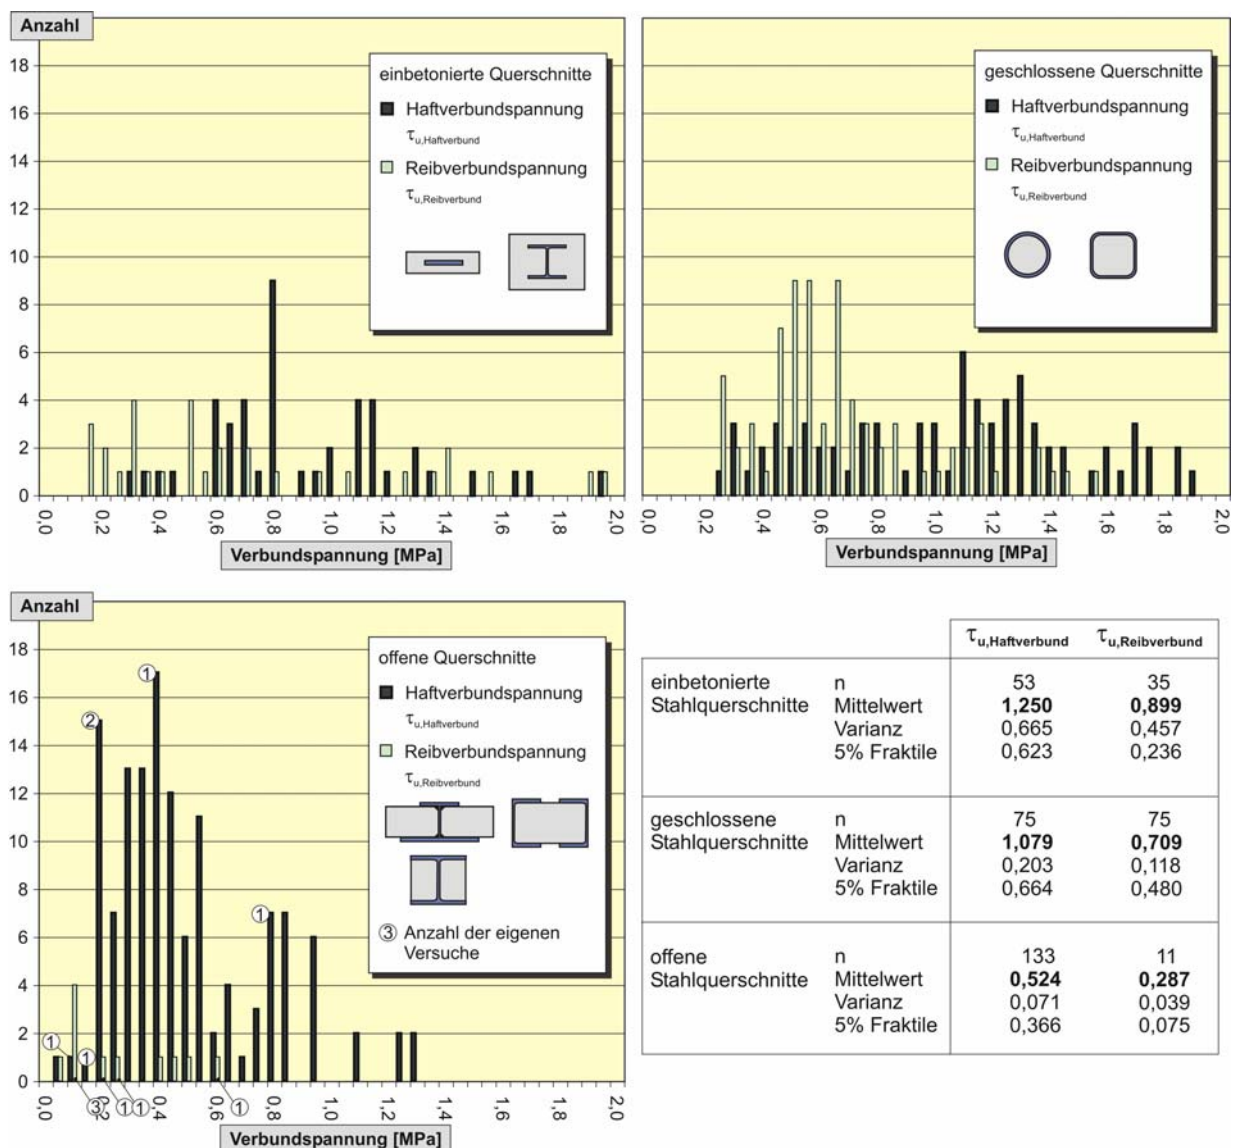 Anzahl
18
16
14
12
10
8
6
4
2
0
einbetonierte Querschnitte
Haftverbundspannung
τu,Haftverbund
Reibverbundspannung
τu,Reibverbund
0,0
0,2
0,4
0,6
0,8
1,0
1,2
1,4
1,6
1,8
2,0
Verbundspannung [MPa]
geschlossene Querschnitte
Haftverbundspannung
τu,Haftverbund
Reibverbundspannung
τu,Reibverbund
0,0
0,2
0,4
0,6
0,8
1,0
1,2
1,4
1,6
1,8
2,0
Verbundspannung [MPa]
Anzahl
18
16
14
12
10
8
6
4
2
0
1
2
1
1
1
3
1
1
1
offene Querschnitte
Haftverbundspannung
τu,Haftverbund
Reibverbundspannung
τu,Reibverbund
3 Anzahl der eigenen
Versuche
0,0
0,2
0,4
0,6
0,8
1,0
1,2
1,4
1,6
1,8
2,0
Verbundspannung [MPa]
τu,Haftverbund τu,Reibverbund
einbetonierte n 53 35
Stahlquerschnitte Mittelwert 1,250 0,899
Varianz 0,665 0,457
5% Fraktile 0,623 0,236
geschlossene n 75 75
Stahlquerschnitte Mittelwert 1,079 0,709
Varianz 0,203 0,118
5% Fraktile 0,664 0,480
offene n 133 11
Stahlquerschnitte Mittelwert 0,524 0,287
Varianz 0,071 0,039
5% Fraktile 0,366 0,075